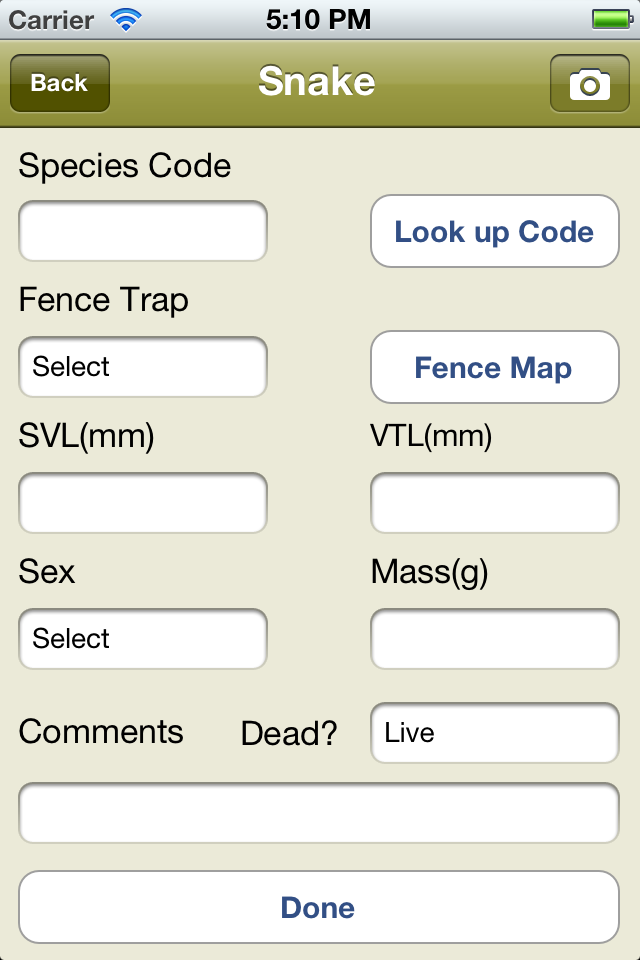 Carrier 5:10 PM
Back Snake
Species Code
Look up Code
Fence Trap
Select Fence Map
SVL(mm) VTL(mm)
Sex Mass(g)
Select
Comments Dead? Live
Done